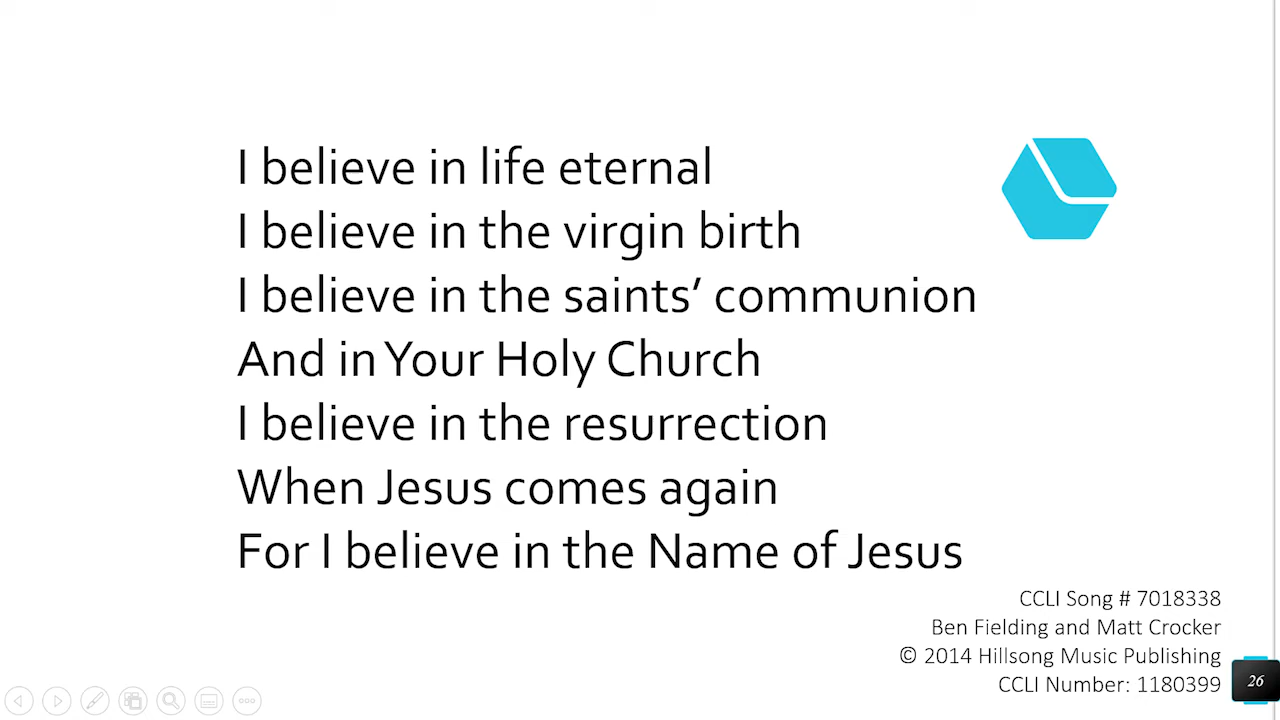 I believe in life eternal
I believe in the virgin birth
I believe in the saints’ communion
And in Your Holy Church
I believe in the resurrection
When Jesus comes again
For I believe in the Name of Jesus
CCLI Song # 7018338
Ben Fielding and Matt Crocker
© 2014 Hillsong Music Publishing
CCLI Number: 1180399
26